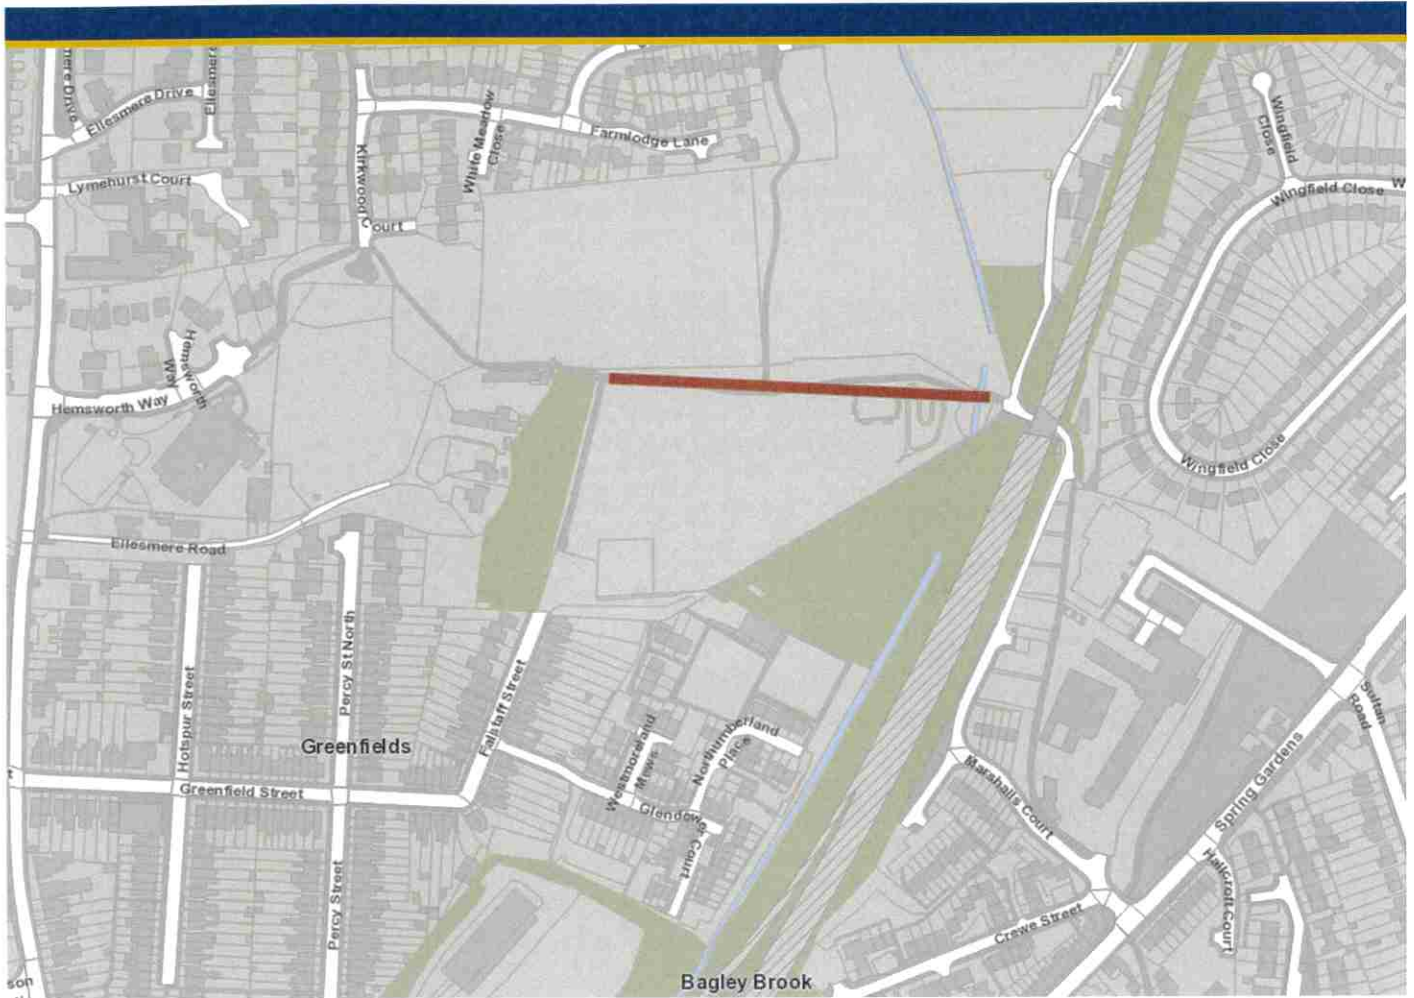 Ellesmere Drive
Lymehurst Court
Kirkwood
Court
White Meadow
Close
Farmlodge Lane
Wingfield
Close
Wingfield Close
Hemsworth
Way
Hemsworth Way
Wingfield Close
Ellesmere Road
Hotspur Street
Percy St North
Falstaff Street
Greenfields
Greenfield Street
Westmoreland
Mews
Northumberland
Place
Glendower Court
Percy Street
Sultan
Road
Spring Gardens
Marshalls Court
Hallcroft Court
Crewe Street
Bagley Brook
son